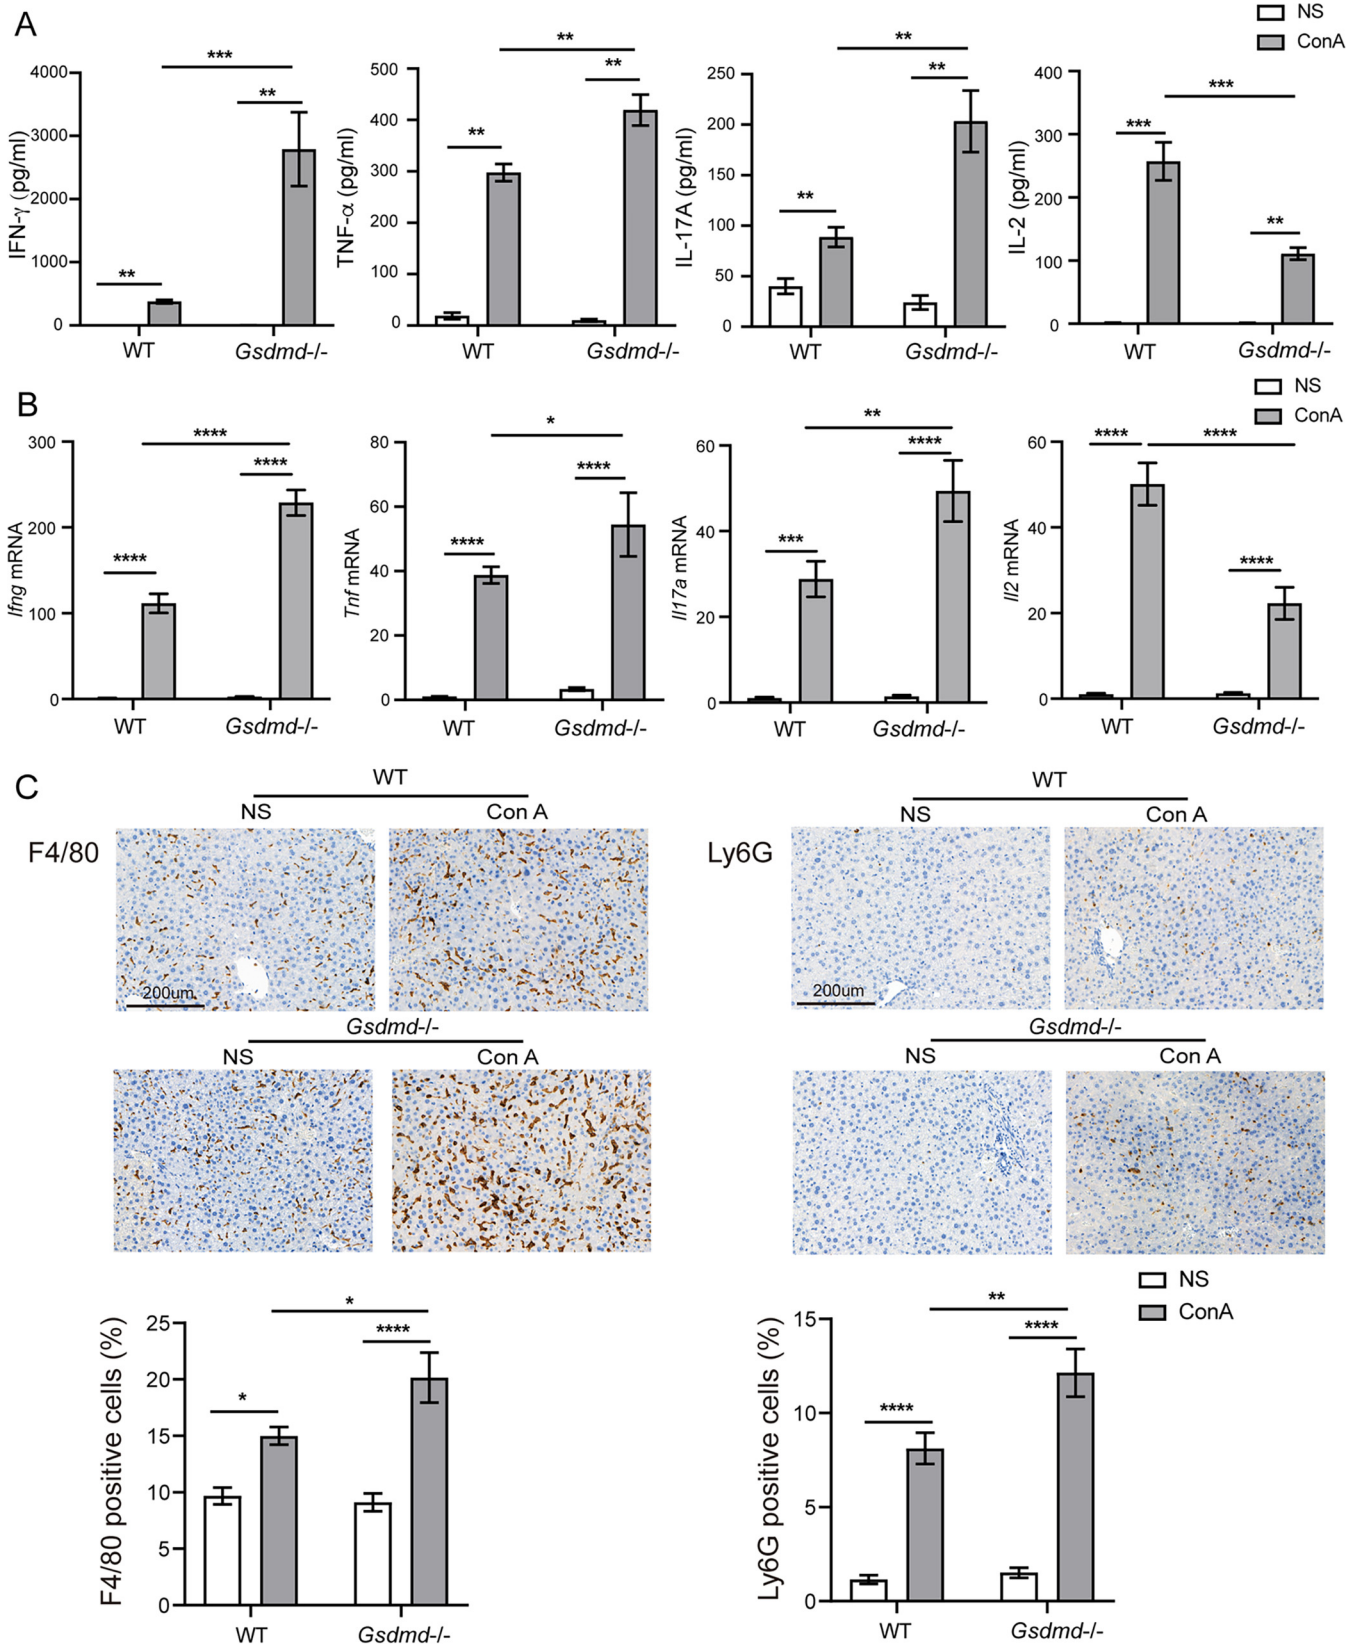 A
NS
ConA
IFN-γ (pg/ml)
4000
3000
2000
1000
0
***
**
**
WT
Gsdmd-/-
TNF-α (pg/ml)
500
400
300
200
100
0
**
**
**
WT
Gsdmd-/-
IL-17A (pg/ml)
250
200
150
100
50
0
**
**
**
WT
Gsdmd-/-
IL-2 (pg/ml)
400
300
200
100
0
***
***
**
WT
Gsdmd-/-
B
NS
ConA
Ifng mRNA
300
200
100
0
****
****
****
WT
Gsdmd-/-
Tnf mRNA
80
60
40
20
0
*
****
****
WT
Gsdmd-/-
Il17a mRNA
60
40
20
0
**
****
***
WT
Gsdmd-/-
Il2 mRNA
60
40
20
0
****
****
****
WT
Gsdmd-/-
C
WT
NS
Con A
F4/80
200um
Gsdmd-/-
NS
Con A
WT
NS
Con A
Ly6G
200um
Gsdmd-/-
NS
Con A
F4/80 positive cells (%)
25
20
15
10
5
0
*
****
*
WT
Gsdmd-/-
NS
ConA
Ly6G positive cells (%)
15
10
5
0
**
****
****
WT
Gsdmd-/-